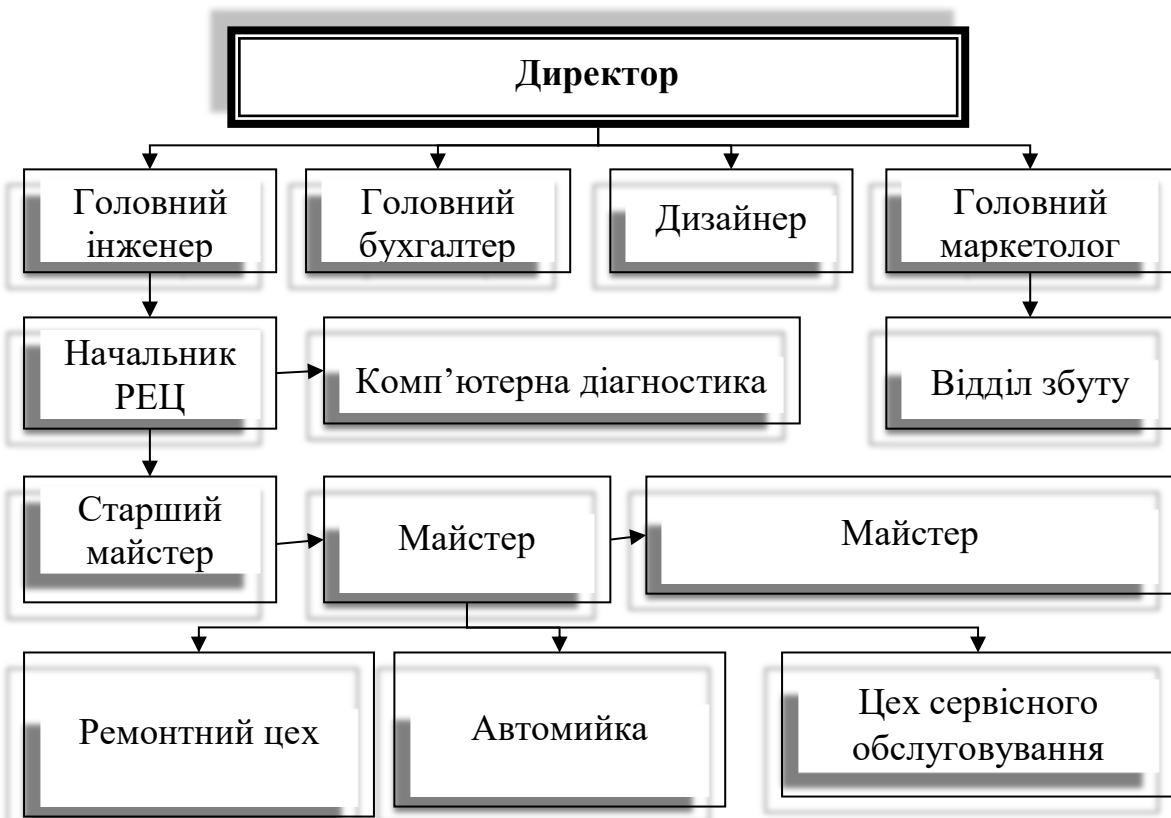 Директор
Головний
інженер
Головний
бухгалтер
Дизайнер
Головний
маркетолог
Начальник
РЕЦ
Комп’ютерна діагностика
Відділ збуту
Старший
майстер
Майстер
Майстер
Ремонтний цех
Автомийка
Цех сервісного
обслуговування